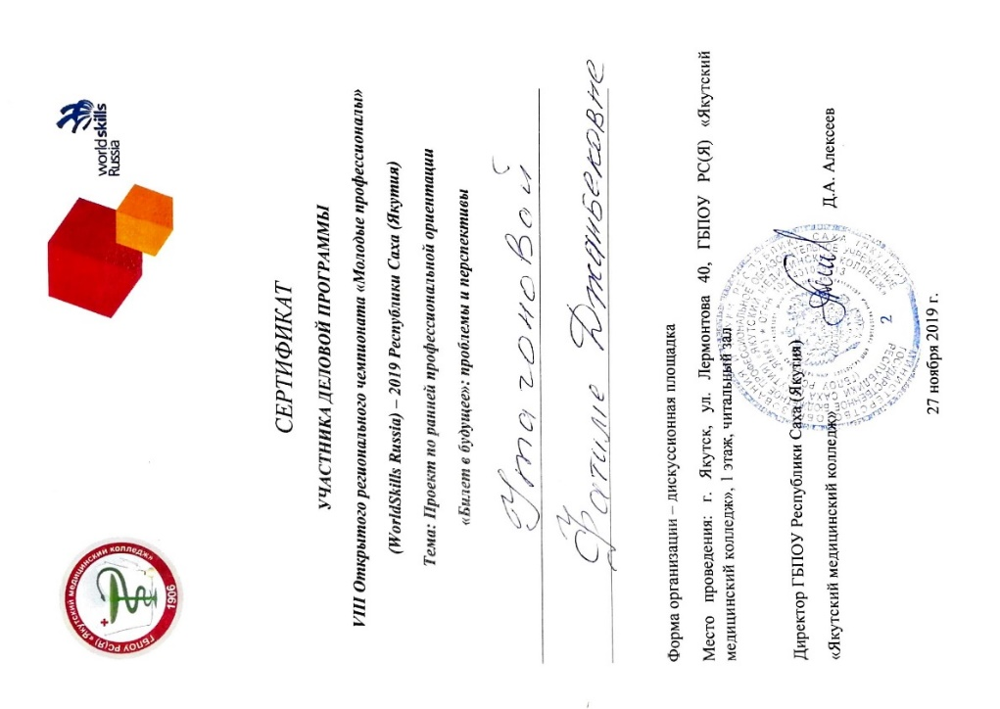 ГБПОУ РС(Я) «Якутский медицинский колледж»
1906
worldskills
Russia
СЕРТИФИКАТ
УЧАСТНИКА ДЕЛОВОЙ ПРОГРАММЫ
VIII Открытого регионального чемпионата «Молодые профессионалы»
(WorldSkills Russia) – 2019 Республики Саха (Якутия)
Тема: Проект по ранней профессиональной ориентации
«Билет в будущее»: проблемы и перспективы
Утагоновой
Фатиме Джаныбековне
Форма организации – дискуссионная площадка
Место проведения: г. Якутск, ул. Лермонтова 40, ГБПОУ РС(Я) «Якутский
медицинский колледж», 1 этаж, читальный зал
Директор ГБПОУ Республики Саха (Якутия)
«Якутский медицинский колледж» Д.А. Алексеев
2
27 ноября 2019 г.